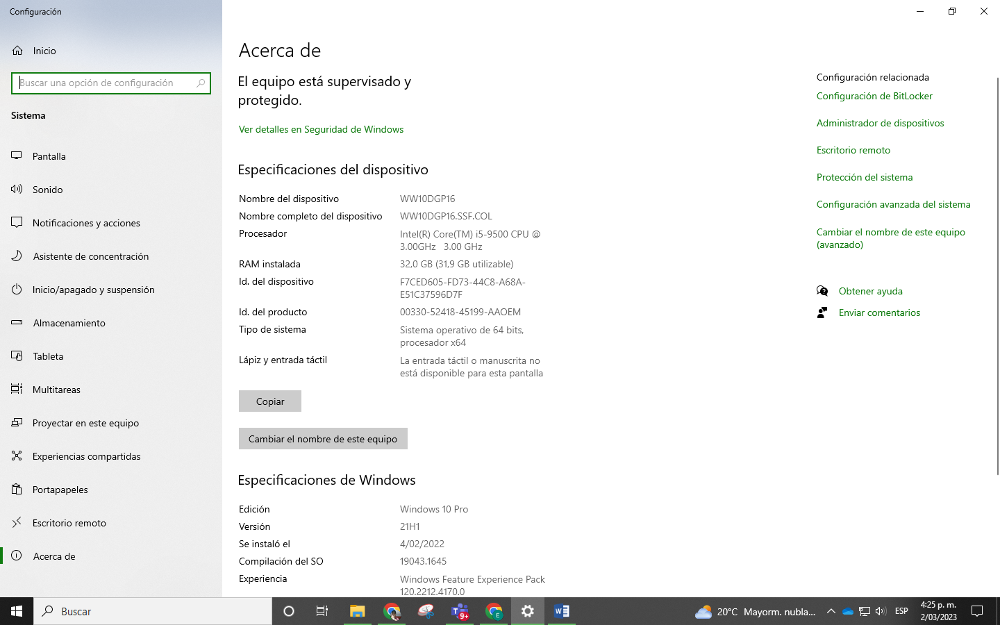 Configuración
Inicio
Buscar una opción de configuración
Sistema
Pantalla
Sonido
Notificaciones y acciones
Asistente de concentración
Inicio/apagado y suspensión
Almacenamiento
Tableta
Multitareas
Proyectar en este equipo
Experiencias compartidas
Portapapeles
Escritorio remoto
Acerca de
Acerca de
El equipo está supervisado y
protegido.
Ver detalles en Seguridad de Windows
Especificaciones del dispositivo
Nombre del dispositivo WW10DGP16
Nombre completo del dispositivo WW10DGP16.SSF.COL
Procesador Intel(R) Core(TM) i5-9500 CPU @
3.00GHz 3.00 GHz
RAM instalada 32,0 GB (31,9 GB utilizable)
Id. del dispositivo F7CED605-FD73-44C8-A68A-
E51C37596D7F
Id. del producto 00330-52418-45199-AAOEM
Tipo de sistema Sistema operativo de 64 bits,
procesador x64
Lápiz y entrada táctil La entrada táctil o manuscrita no
está disponible para esta pantalla
Copiar
Cambiar el nombre de este equipo
Especificaciones de Windows
Edición Windows 10 Pro
Versión 21H1
Se instaló el 4/02/2022
Compilación del SO 19043.1645
Experiencia Windows Feature Experience Pack
120.2212.4170.0
Configuración relacionada
Configuración de BitLocker
Administrador de dispositivos
Escritorio remoto
Protección del sistema
Configuración avanzada del sistema
Cambiar el nombre de este equipo
(avanzado)
Obtener ayuda
Enviar comentarios
Buscar
9+
E
20°C Mayorm. nubla...
ESP
4:25 p. m.
2/03/2023